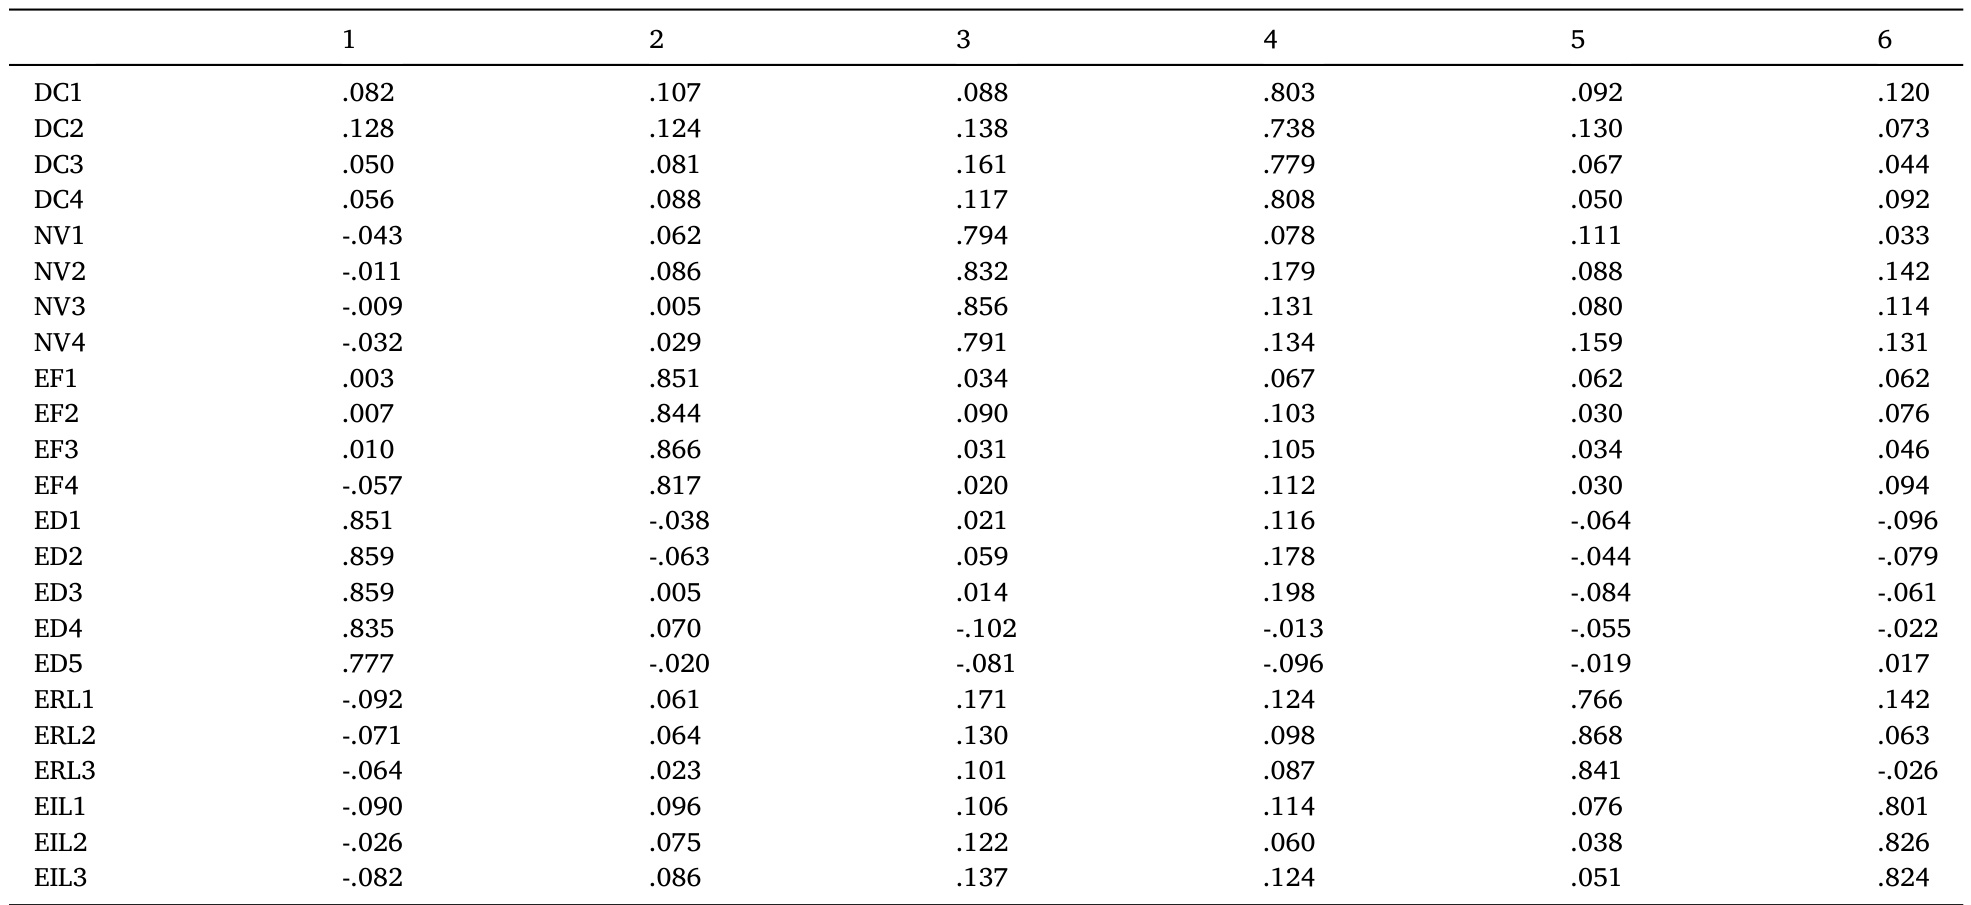 1 2 3 4 5 6
DC1 .082 .107 .088 .803 .092 .120
DC2 .128 .124 .138 .738 .130 .073
DC3 .050 .081 .161 .779 .067 .044
DC4 .056 .088 .117 .808 .050 .092
NV1 -.043 .062 .794 .078 .111 .033
NV2 -.011 .086 .832 .179 .088 .142
NV3 -.009 .005 .856 .131 .080 .114
NV4 -.032 .029 .791 .134 .159 .131
EF1 .003 .851 .034 .067 .062 .062
EF2 .007 .844 .090 .103 .030 .076
EF3 .010 .866 .031 .105 .034 .046
EF4 -.057 .817 .020 .112 .030 .094
ED1 .851 -.038 .021 .116 -.064 -.096
ED2 .859 -.063 .059 .178 -.044 -.079
ED3 .859 .005 .014 .198 -.084 -.061
ED4 .835 .070 -.102 -.013 -.055 -.022
ED5 .777 -.020 -.081 -.096 -.019 .017
ERL1 -.092 .061 .171 .124 .766 .142
ERL2 -.071 .064 .130 .098 .868 .063
ERL3 -.064 .023 .101 .087 .841 -.026
EIL1 -.090 .096 .106 .114 .076 .801
EIL2 -.026 .075 .122 .060 .038 .826
EIL3 -.082 .086 .137 .124 .051 .824